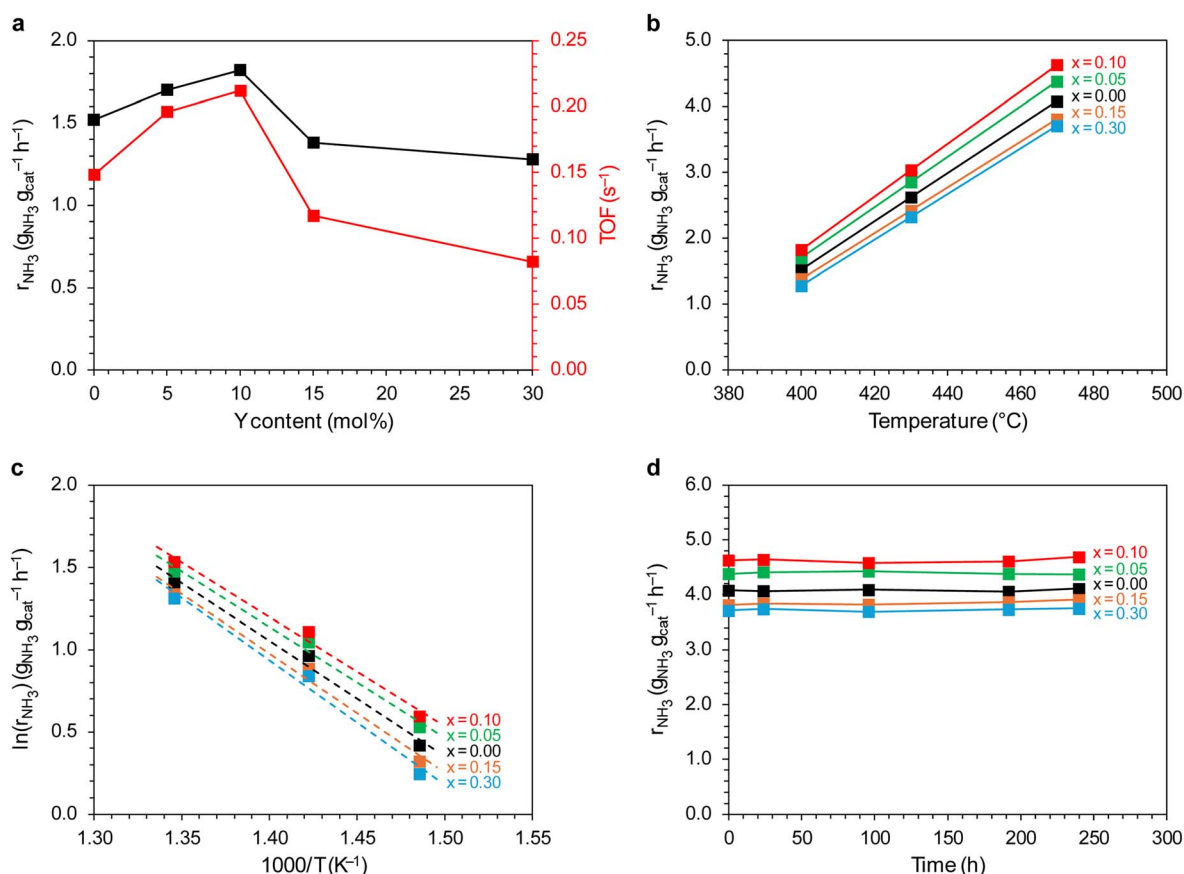 a
2.0
1.5
1.0
0.5
0.0
0.25
0.20
0.15
0.10
0.05
0.00
0 5 10 15 20 25 30
Y content (mol%)
r_NH₃ (g_NH₃ g_cat⁻¹ h⁻¹)
TOF (s⁻¹)
b
5.0
4.0
3.0
2.0
1.0
0.0
x = 0.10
x = 0.05
x = 0.00
x = 0.15
x = 0.30
380 400 420 440 460 480 500
Temperature (°C)
r_NH₃ (g_NH₃ g_cat⁻¹ h⁻¹)
c
2.0
1.5
1.0
0.5
0.0
x = 0.10
x = 0.05
x = 0.00
x = 0.15
x = 0.30
1.30 1.35 1.40 1.45 1.50 1.55
1000/T (K⁻¹)
ln(r_NH₃) (g_NH₃ g_cat⁻¹ h⁻¹)
d
6.0
5.0
4.0
3.0
2.0
1.0
0.0
x = 0.10
x = 0.05
x = 0.00
x = 0.15
x = 0.30
0 50 100 150 200 250 300
Time (h)
r_NH₃ (g_NH₃ g_cat⁻¹ h⁻¹)